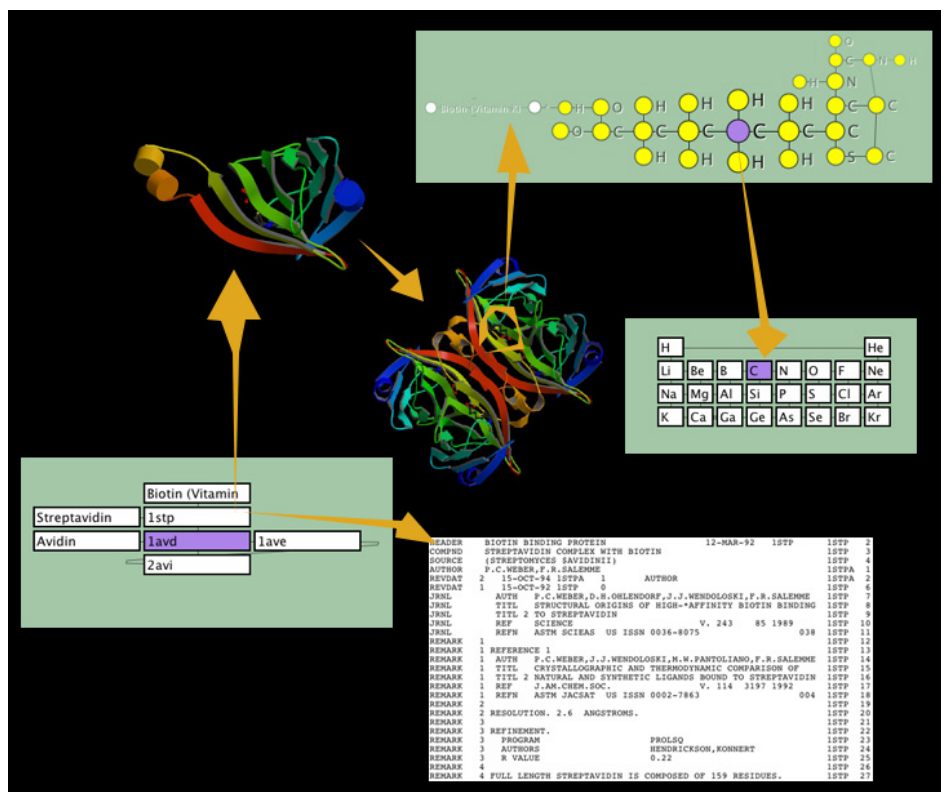 O
C N H
H N
Biotin (Vitamin K) H O H H H H H C C
O C C C C C C
H H H H S C
H He
Li Be B C N O F Ne
Na Mg Al Si P S Cl Ar
K Ca Ga Ge As Se Br Kr
Biotin (Vitamin
Streptavidin 1stp
Avidin 1avd 1ave
2avi
HEADER BIOTIN BINDING PROTEIN 12-MAR-92 1STP 1STP 2
COMPND STREPTAVIDIN COMPLEX WITH BIOTIN 1STP 3
SOURCE (STREPTOMYCES $AVIDINII) 1STP 4
AUTHOR P.C.WEBER,F.R.SALEMME 1STPA 1
REVDAT 2 15-OCT-94 1STPA 1 AUTHOR 1STPA 2
REVDAT 1 15-OCT-92 1STP 0 1STP 6
JRNL AUTH P.C.WEBER,D.H.OHLENDORF,J.J.WENDOLOSKI,F.R.SALEMME 1STP 7
JRNL TITL STRUCTURAL ORIGINS OF HIGH-*AFFINITY BIOTIN BINDING 1STP 8
JRNL TITL 2 TO STREPTAVIDIN 1STP 9
JRNL REF SCIENCE V. 243 85 1989 1STP 10
JRNL REFN ASTM SCIEAS US ISSN 0036-8075 038 1STP 11
REMARK 1 1STP 12
REMARK 1 REFERENCE 1 1STP 13
REMARK 1 AUTH P.C.WEBER,J.J.WENDOLOSKI,M.W.PANTOLIANO,F.R.SALEMME 1STP 14
REMARK 1 TITL CRYSTALLOGRAPHIC AND THERMODYNAMIC COMPARISON OF 1STP 15
REMARK 1 TITL 2 NATURAL AND SYNTHETIC LIGANDS BOUND TO STREPTAVIDIN 1STP 16
REMARK 1 REF J.AM.CHEM.SOC. V. 114 3197 1992 1STP 17
REMARK 1 REFN ASTM JACSAT US ISSN 0002-7863 004 1STP 18
REMARK 2 1STP 19
REMARK 2 RESOLUTION. 2.6 ANGSTROMS. 1STP 20
REMARK 3 1STP 21
REMARK 3 REFINEMENT. 1STP 22
REMARK 3 PROGRAM PROLSQ 1STP 23
REMARK 3 AUTHORS HENDRICKSON,KONNERT 1STP 24
REMARK 3 R VALUE 0.22 1STP 25
REMARK 4 1STP 26
REMARK 4 FULL LENGTH STREPTAVIDIN IS COMPOSED OF 159 RESIDUES. 1STP 27